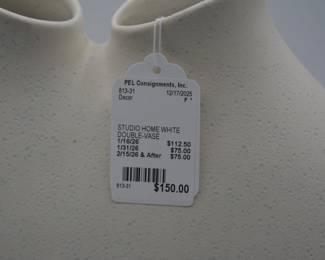 PEL Consignments, Inc.
813-31 12/17/2025
Decor F *
STUDIO HOME WHITE
DOUBLE-VASE
1/16/26 $112.50
1/31/26 $75.00
2/15/26 & After $75.00
813-31 $150.00